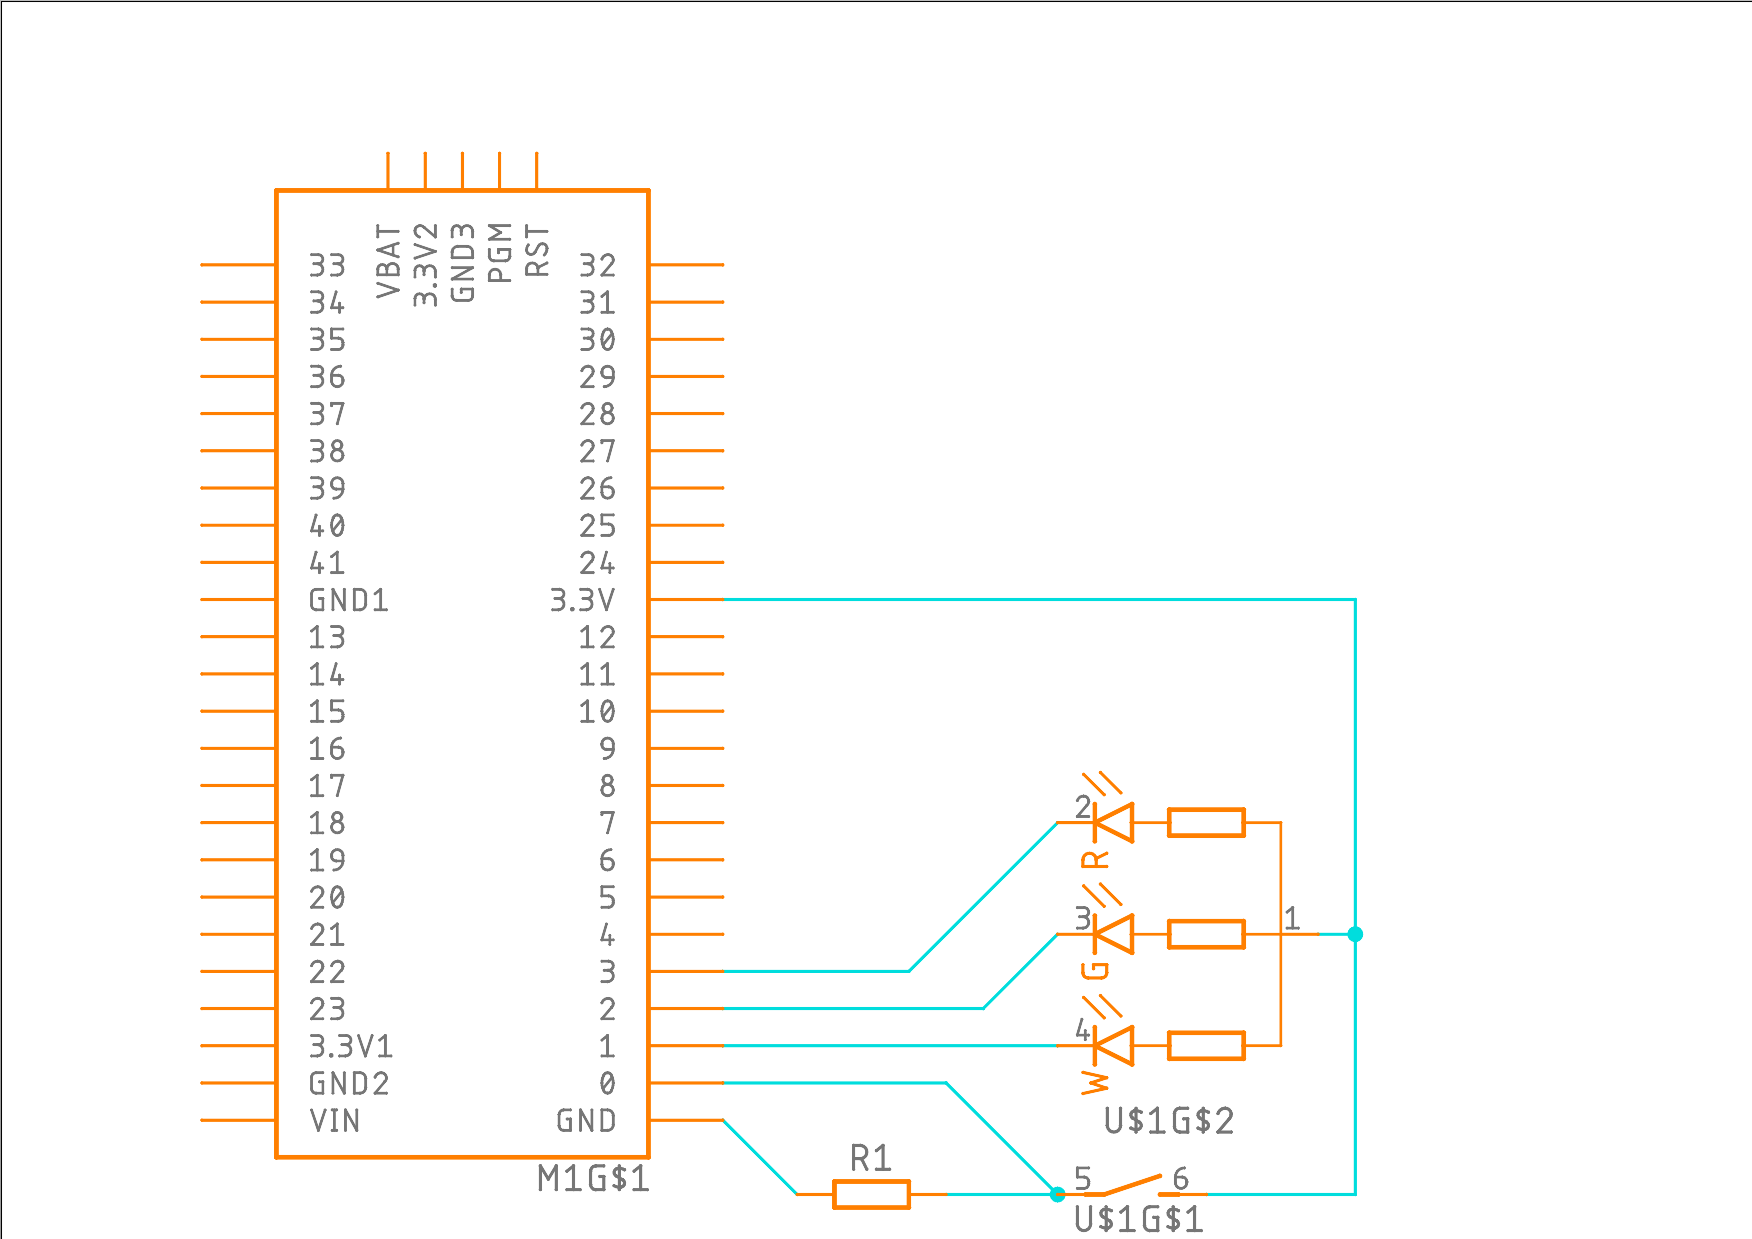 VBAT 3.3V2 GND3 PGM RST
33 32
34 31
35 30
36 29
37 28
38 27
39 26
40 25
41 24
GND1 3.3V
13 12
14 11
15 10
16 9
17 8
18 7
19 6
20 5
21 4
22 3
23 2
3.3V1 1
GND2 0
VIN GND
M1G$1
2
R
3
1
G
4
W
U$1G$2
R1
5 6
U$1G$1